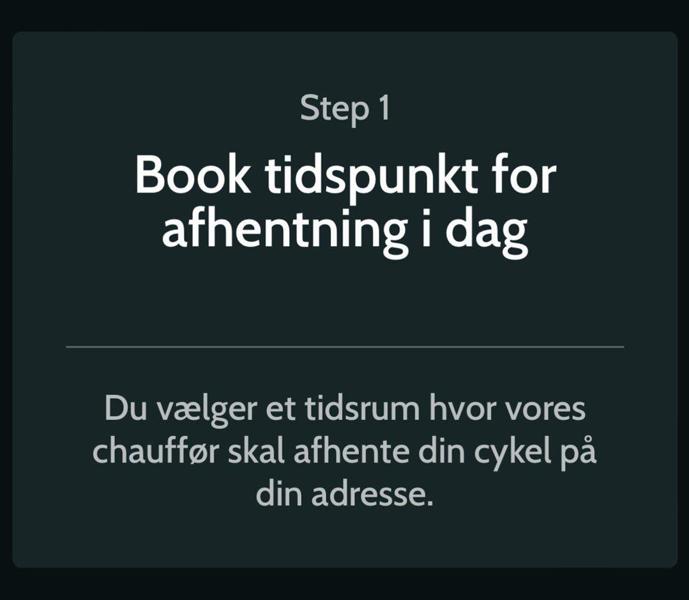 Step 1
Book tidspunkt for
afhentning i dag
Du vælger et tidsrum hvor vores
chauffør skal afhente din cykel på
din adresse.